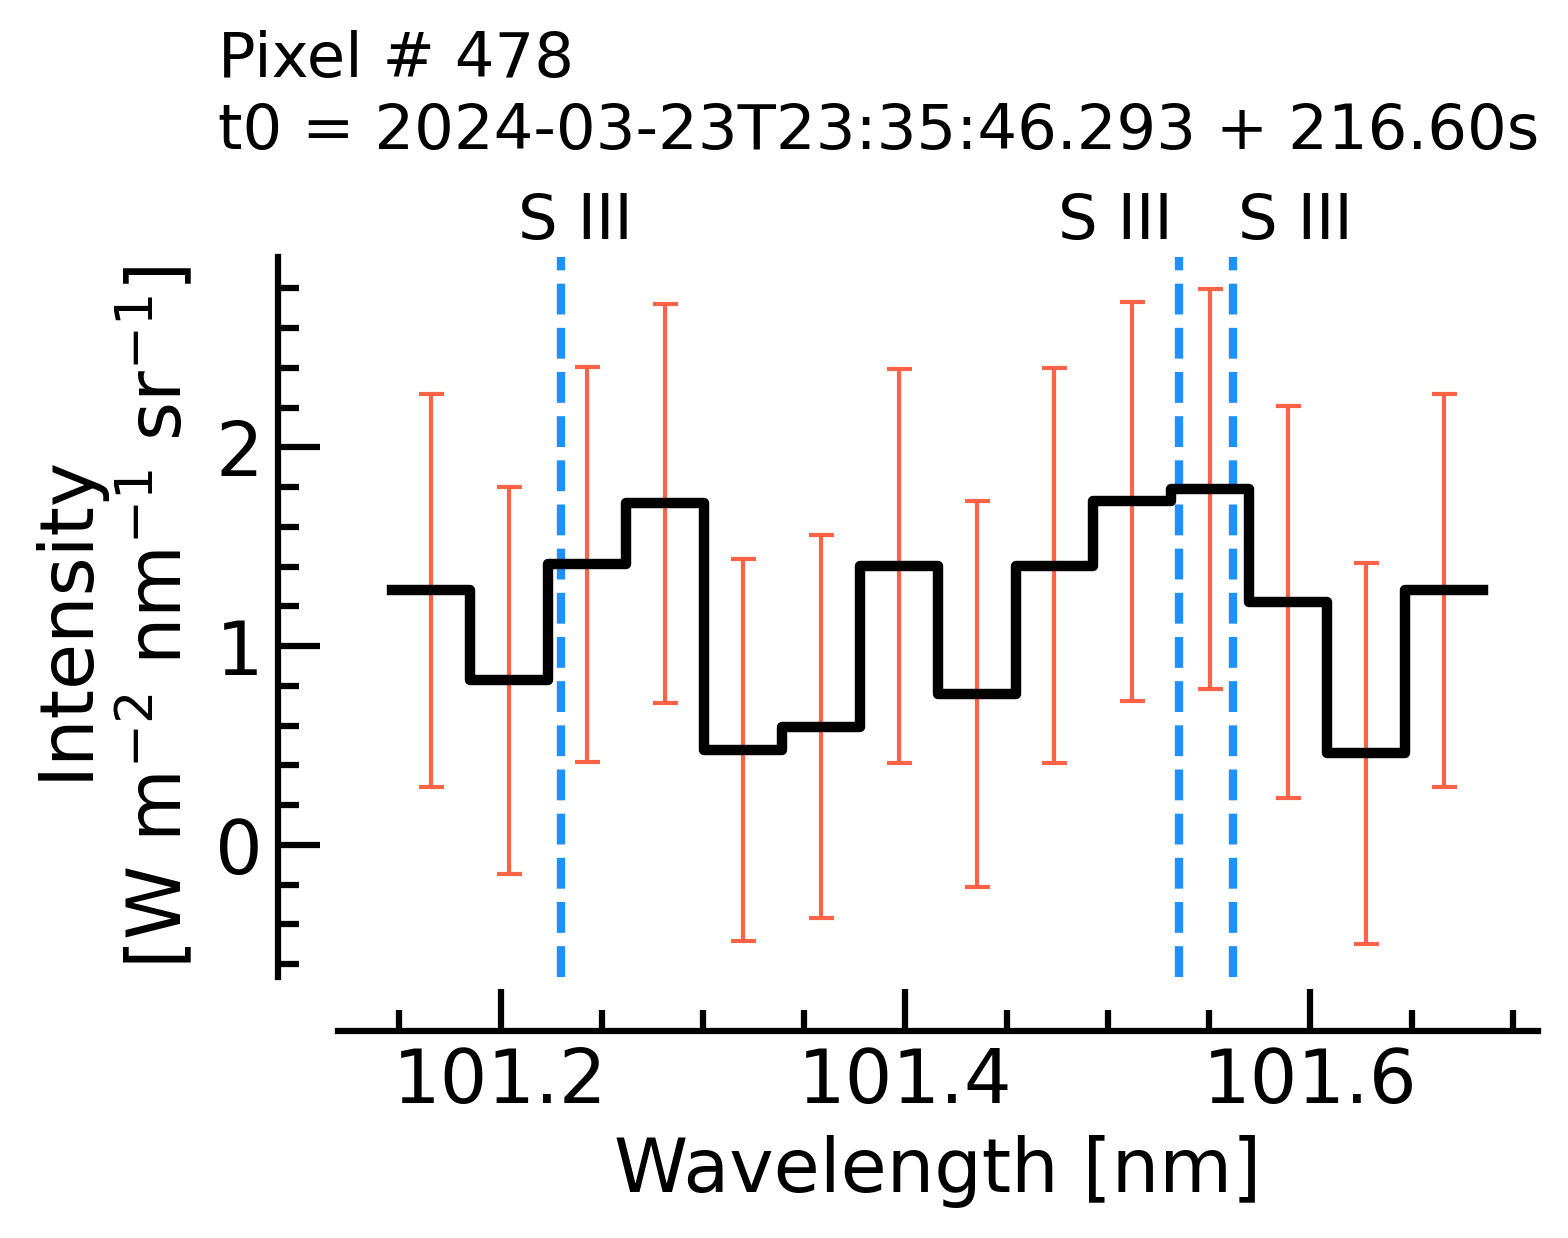 Pixel # 478
t0 = 2024-03-23T23:35:46.293 + 216.60s
S III S III S III
Intensity
[W m⁻² nm⁻¹ sr⁻¹]
2
1
0
101.2 101.4 101.6
Wavelength [nm]